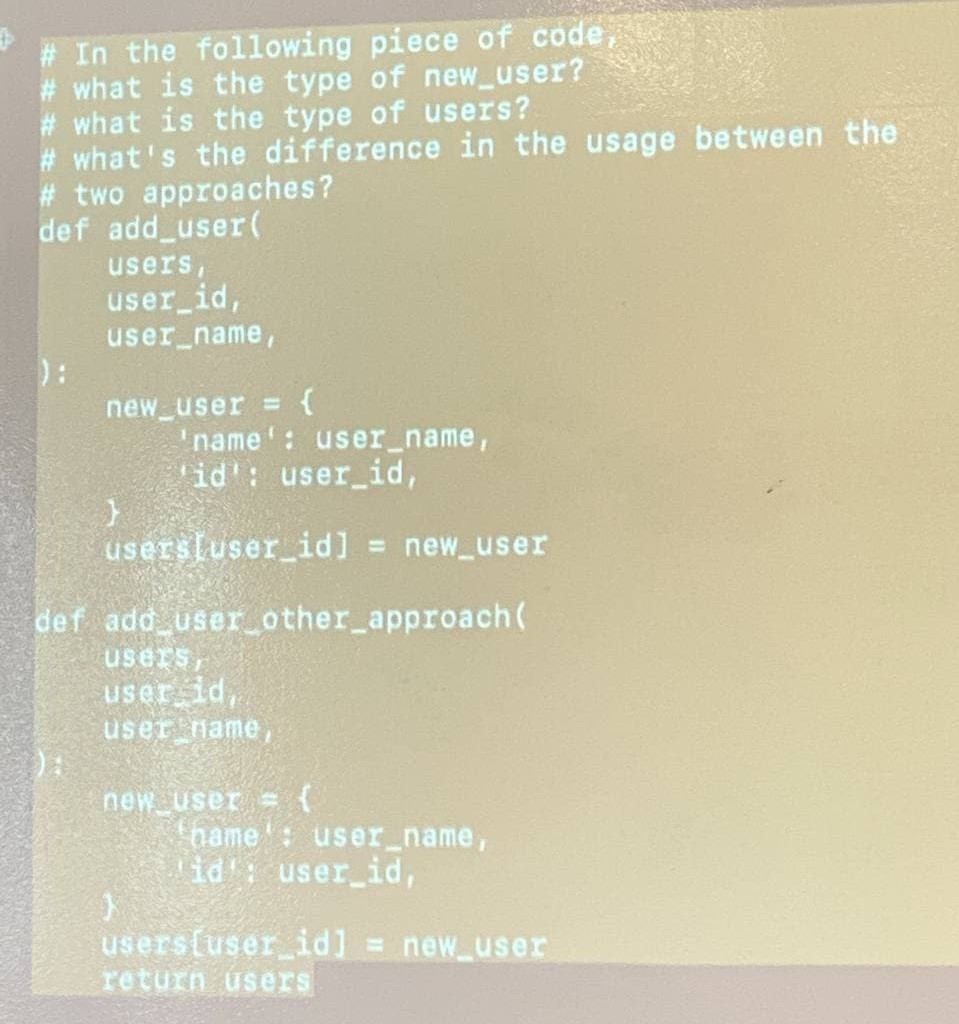 # In the following piece of code,
# what is the type of new_user?
# what is the type of users?
# what's the difference in the usage between the
# two approaches?
def add_user(
    users,
    user_id,
    user_name,
):
    new_user = {
        'name': user_name,
        'id': user_id,
    }
    users[user_id] = new_user

def add_user_other_approach(
    users,
    user_id,
    user_name,
):
    new_user = {
        'name': user_name,
        'id': user_id,
    }
    users[user_id] = new_user
    return users